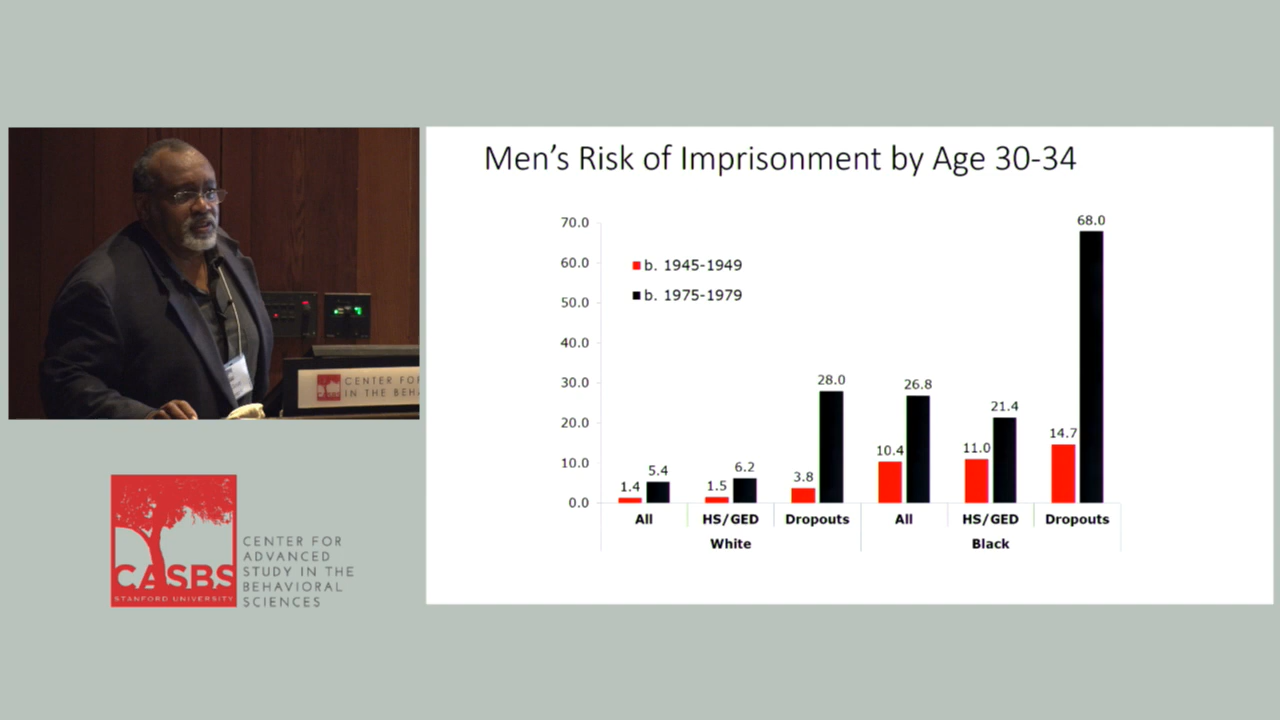 Men's Risk of Imprisonment by Age 30-34
70.0
60.0
50.0
40.0
30.0
20.0
10.0
0.0
b. 1945-1949
b. 1975-1979
1.4 5.4 1.5 6.2 3.8 28.0 10.4 26.8 11.0 21.4 14.7 68.0
All HS/GED Dropouts All HS/GED Dropouts
White Black
CENTER FO
IN THE BEH
CASBS
STANFORD UNIVERSITY
CENTER FOR
ADVANCED
STUDY IN THE
BEHAVIORAL
SCIENCES